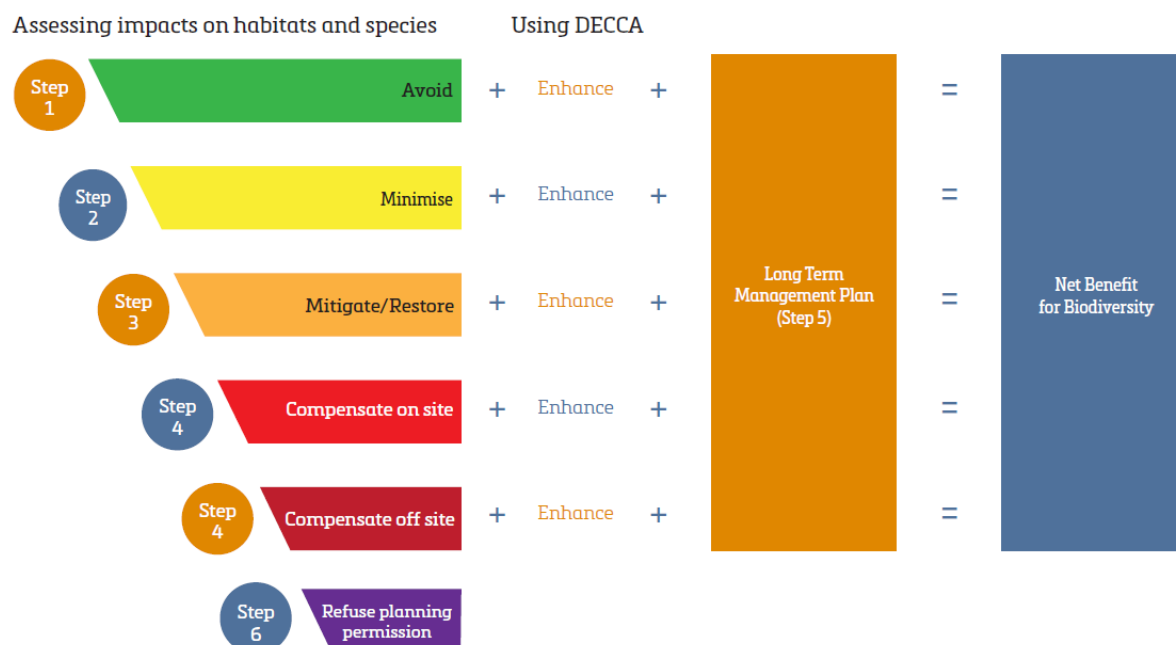 Assessing impacts on habitats and species
Using DECCA
Step
1
Avoid
+ Enhance +
=
Step
2
Minimise
+ Enhance +
=
Step
3
Mitigate/Restore
+ Enhance +
Long Term
Management Plan
(Step 5)
=
Net Benefit
for Biodiversity
Step
4
Compensate on site
+ Enhance +
=
Step
4
Compensate off site
+ Enhance +
=
Step
6
Refuse planning
permission